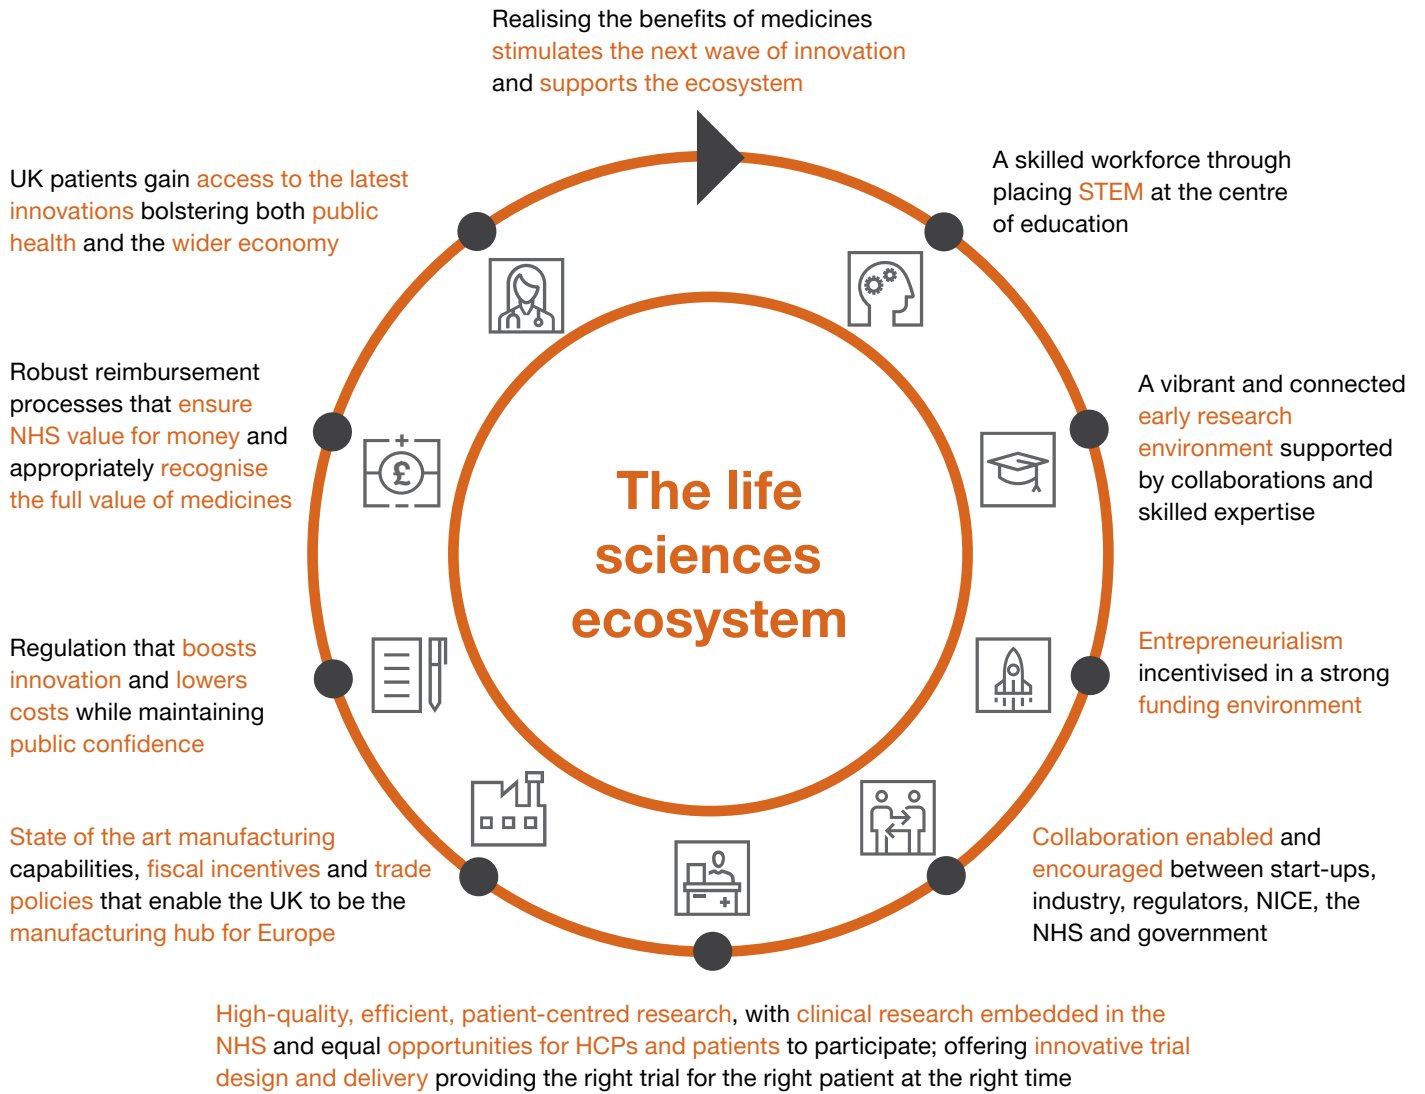 Realising the benefits of medicines
stimulates the next wave of innovation
and supports the ecosystem
A skilled workforce through
placing STEM at the centre
of education
A vibrant and connected
early research
environment supported
by collaborations and
skilled expertise
Entrepreneurialism
incentivised in a strong
funding environment
Collaboration enabled and
encouraged between start-ups,
industry, regulators, NICE, the
NHS and government
High-quality, efficient, patient-centred research, with clinical research embedded in the
NHS and equal opportunities for HCPs and patients to participate; offering innovative trial
design and delivery providing the right trial for the right patient at the right time
State of the art manufacturing
capabilities, fiscal incentives and trade
policies that enable the UK to be the
manufacturing hub for Europe
Regulation that boosts
innovation and lowers
costs while maintaining
public confidence
Robust reimbursement
processes that ensure
NHS value for money and
appropriately recognise
the full value of medicines
UK patients gain access to the latest
innovations bolstering both public
health and the wider economy
£
The life
sciences
ecosystem